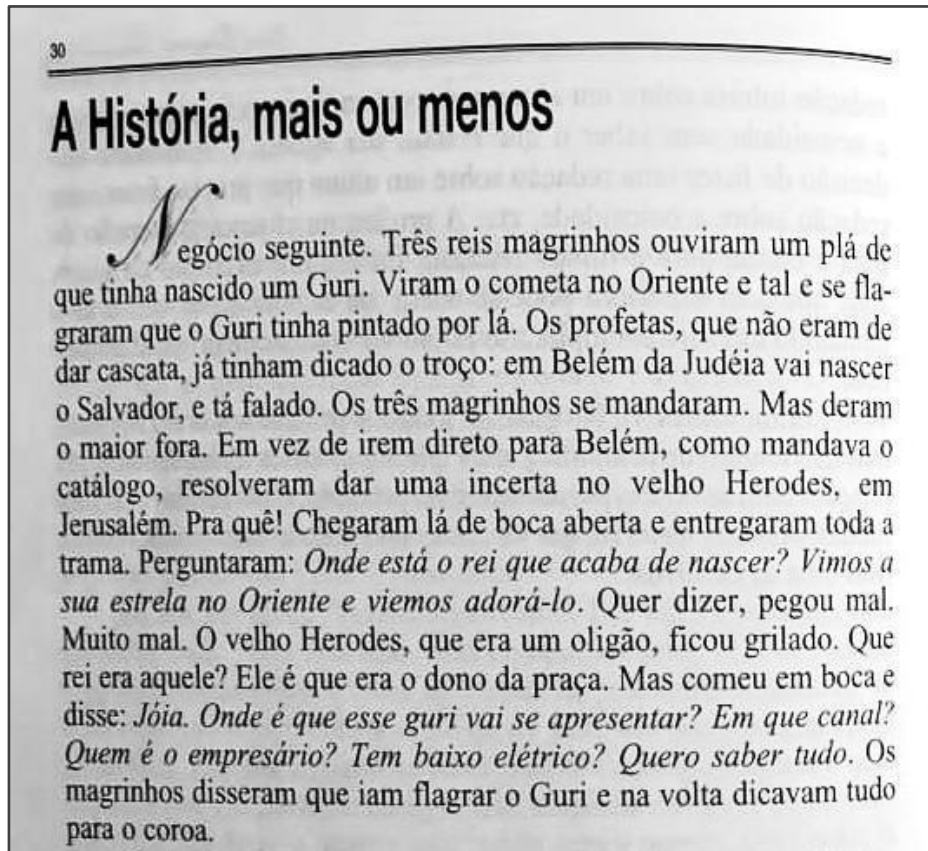 30
A História, mais ou menos
Negócio seguinte. Três reis magrinhos ouviram um plá de
que tinha nascido um Guri. Viram o cometa no Oriente e tal e se fla-
graram que o Guri tinha pintado por lá. Os profetas, que não eram de
dar cascata, já tinham dicado o troço: em Belém da Judéia vai nascer
o Salvador, e tá falado. Os três magrinhos se mandaram. Mas deram
o maior fora. Em vez de irem direto para Belém, como mandava o
catálogo, resolveram dar uma incerta no velho Herodes, em
Jerusalém. Pra quê! Chegaram lá de boca aberta e entregaram toda a
trama. Perguntaram: Onde está o rei que acaba de nascer? Vimos a
sua estrela no Oriente e viemos adorá-lo. Quer dizer, pegou mal.
Muito mal. O velho Herodes, que era um oligão, ficou grilado. Que
rei era aquele? Ele é que era o dono da praça. Mas comeu em boca e
disse: Jóia. Onde é que esse guri vai se apresentar? Em que canal?
Quem é o empresário? Tem baixo elétrico? Quero saber tudo. Os
magrinhos disseram que iam flagrar o Guri e na volta dicavam tudo
para o coroa.